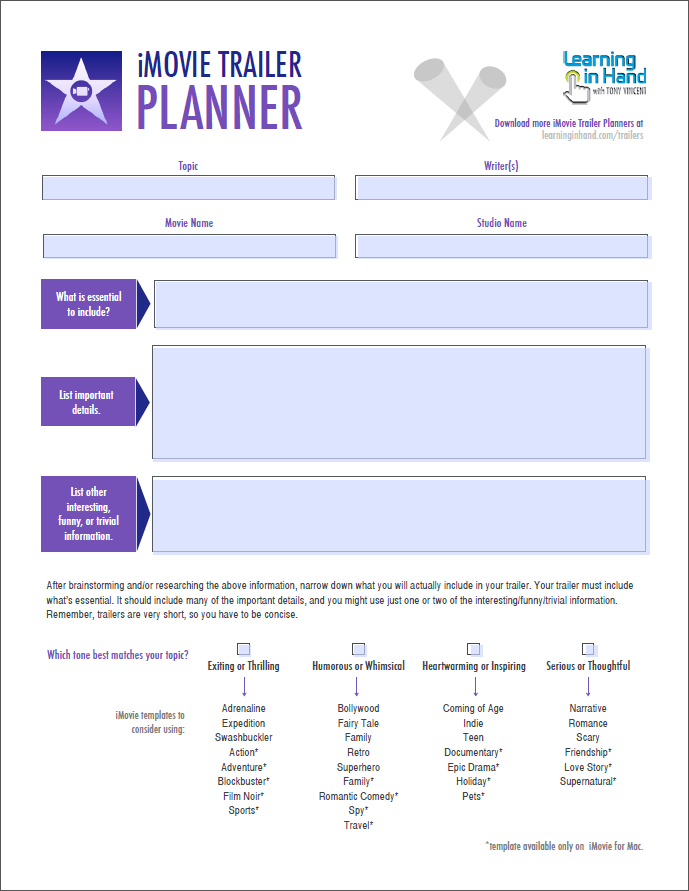 iMOVIE TRAILER
PLANNER
Learning
in Hand
with TONY VINCENT
Download more iMovie Trailer Planners at
learninginhand.com/trailers
Topic
Writer(s)
Movie Name
Studio Name
What is essential
to include?
List important
details.
List other
interesting,
funny, or trivial
information.
After brainstorming and/or researching the above information, narrow down what you will actually include in your trailer. Your trailer must include
what's essential. It should include many of the important details, and you might use just one or two of the interesting/funny/trivial information.
Remember, trailers are very short, so you have to be concise.
Which tone best matches your topic?
Exiting or Thrilling
Humorous or Whimsical
Heartwarming or Inspiring
Serious or Thoughtful
iMovie templates to
consider using:
Adrenaline
Expedition
Swashbuckler
Action*
Adventure*
Blockbuster*
Film Noir*
Sports*
Bollywood
Fairy Tale
Family
Retro
Superhero
Family*
Romantic Comedy*
Spy*
Travel*
Coming of Age
Indie
Teen
Documentary*
Epic Drama*
Holiday*
Pets*
Narrative
Romance
Scary
Friendship*
Love Story*
Supernatural*
*template available only on iMovie for Mac.